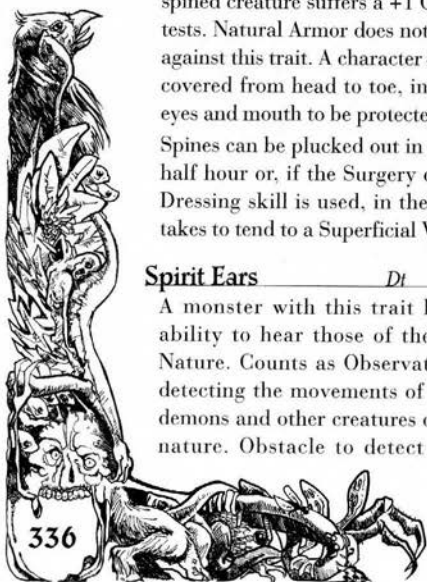 spined creature suffers a +1
tests. Natural Armor does not
against this trait. A character
covered from head to toe, in
eyes and mouth to be protecte
Spines can be plucked out in
half hour or, if the Surgery
Dressing skill is used, in the
takes to tend to a Superficial
Spirit Ears Dt
A monster with this trait
ability to hear those of the
Nature. Counts as Observat
detecting the movements of
demons and other creatures
nature. Obstacle to detect
336